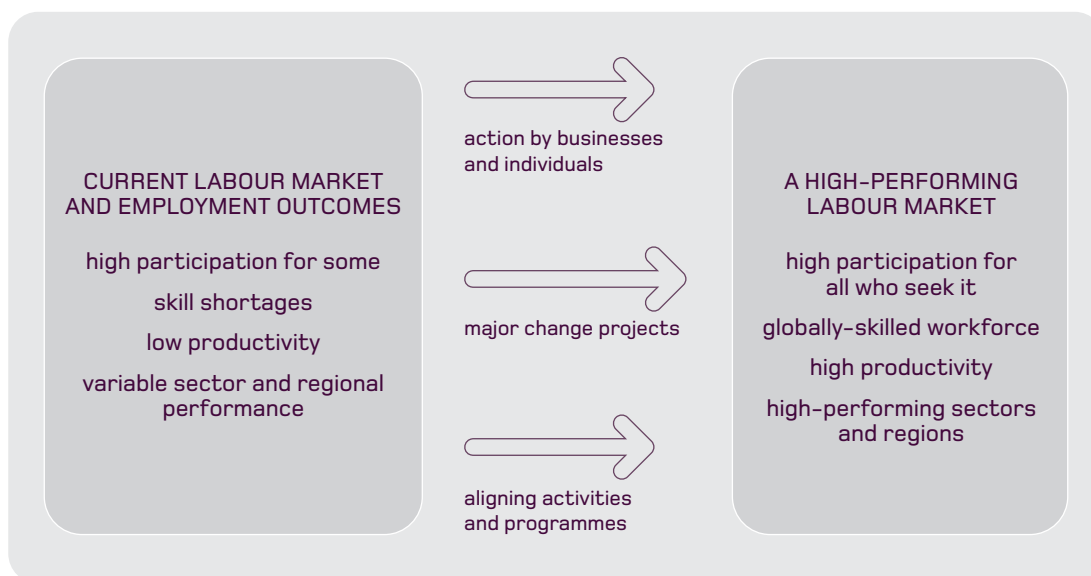 CURRENT LABOUR MARKET
AND EMPLOYMENT OUTCOMES
high participation for some
skill shortages
low productivity
variable sector and regional
performance
action by businesses
and individuals
major change projects
aligning activities
and programmes
A HIGH-PERFORMING
LABOUR MARKET
high participation for
all who seek it
globally-skilled workforce
high productivity
high-performing sectors
and regions